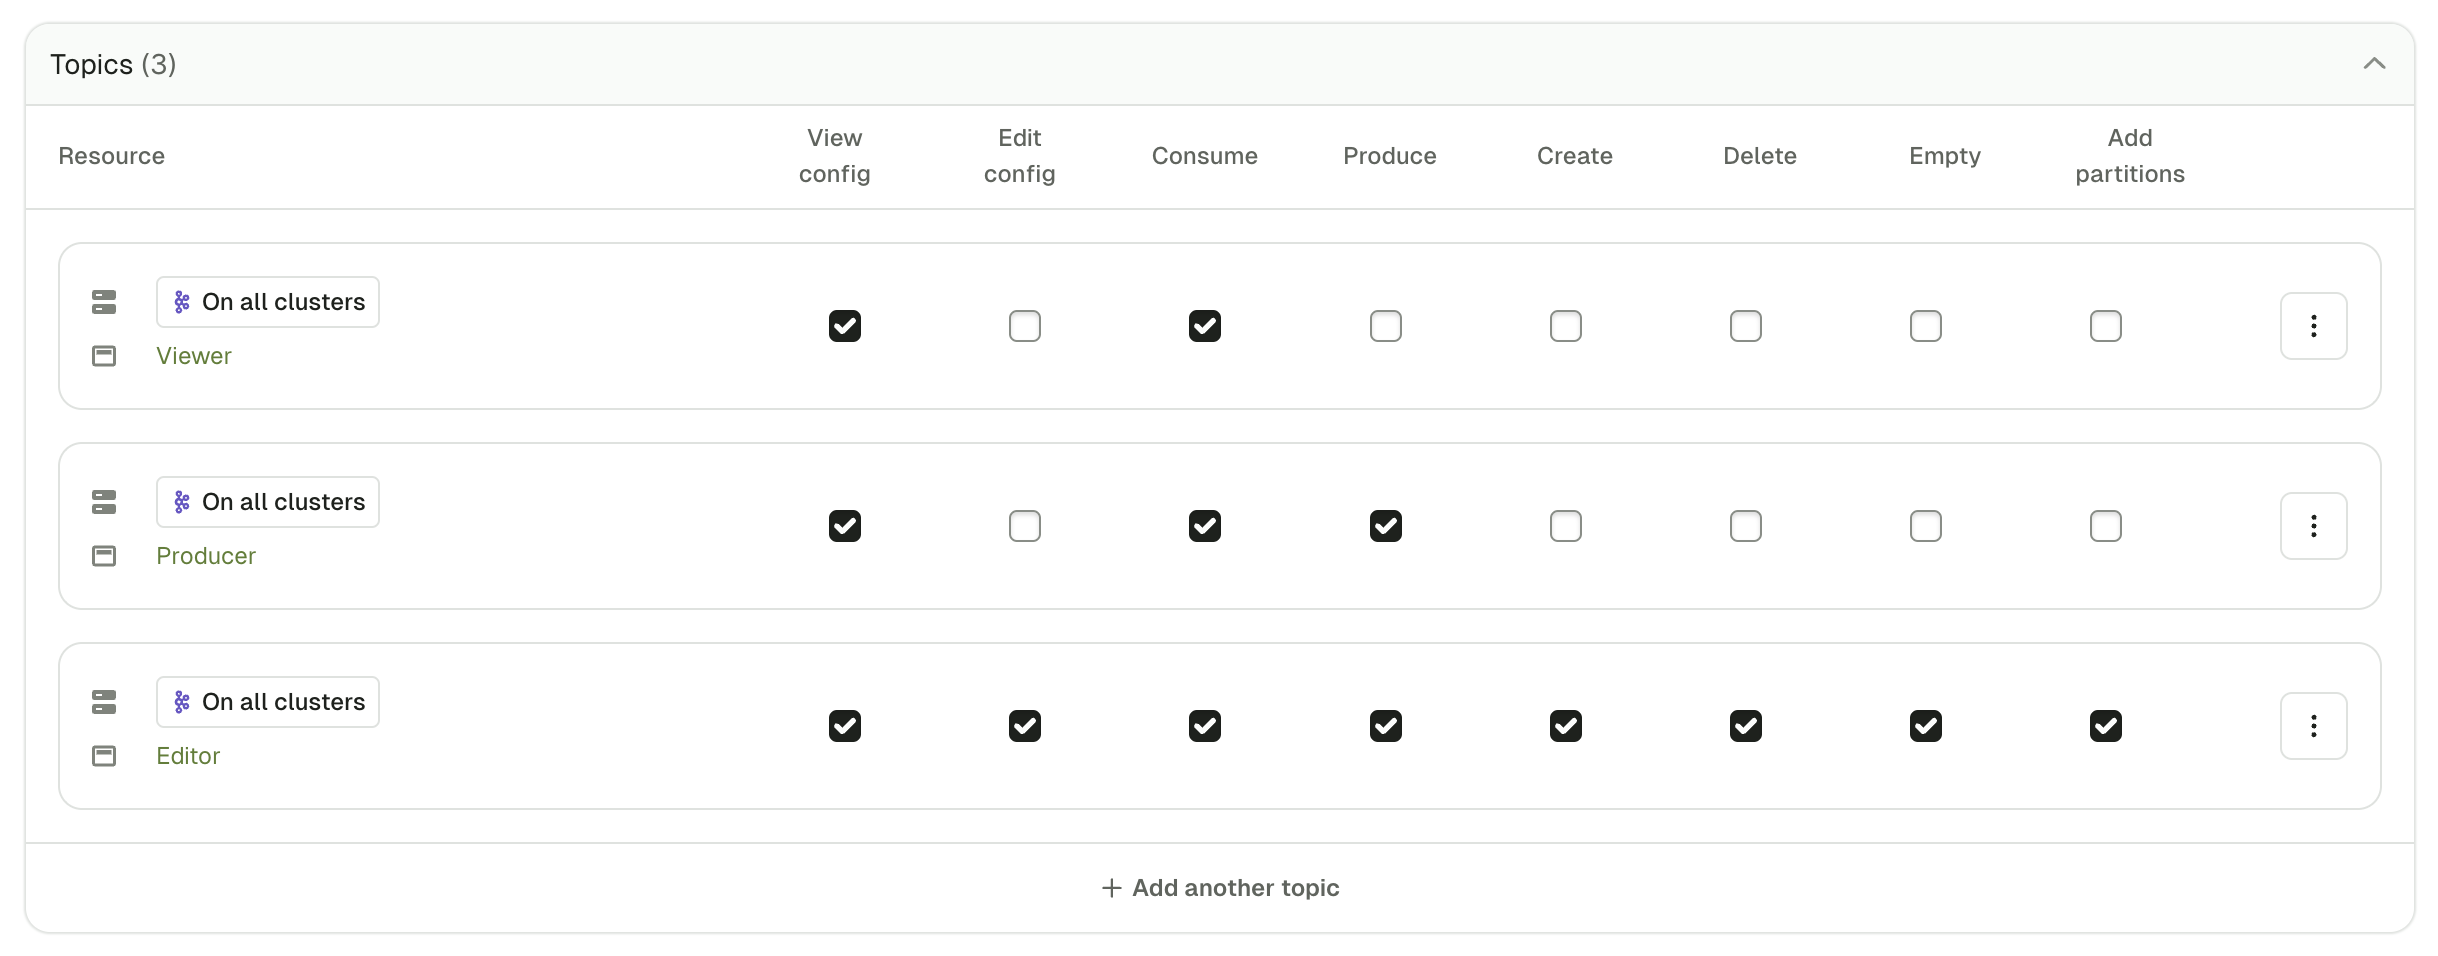 Topics (3)
Resource
View
config
Edit
config
Consume
Produce
Create
Delete
Empty
Add
partitions
On all clusters
Viewer
On all clusters
Producer
On all clusters
Editor
Add another topic